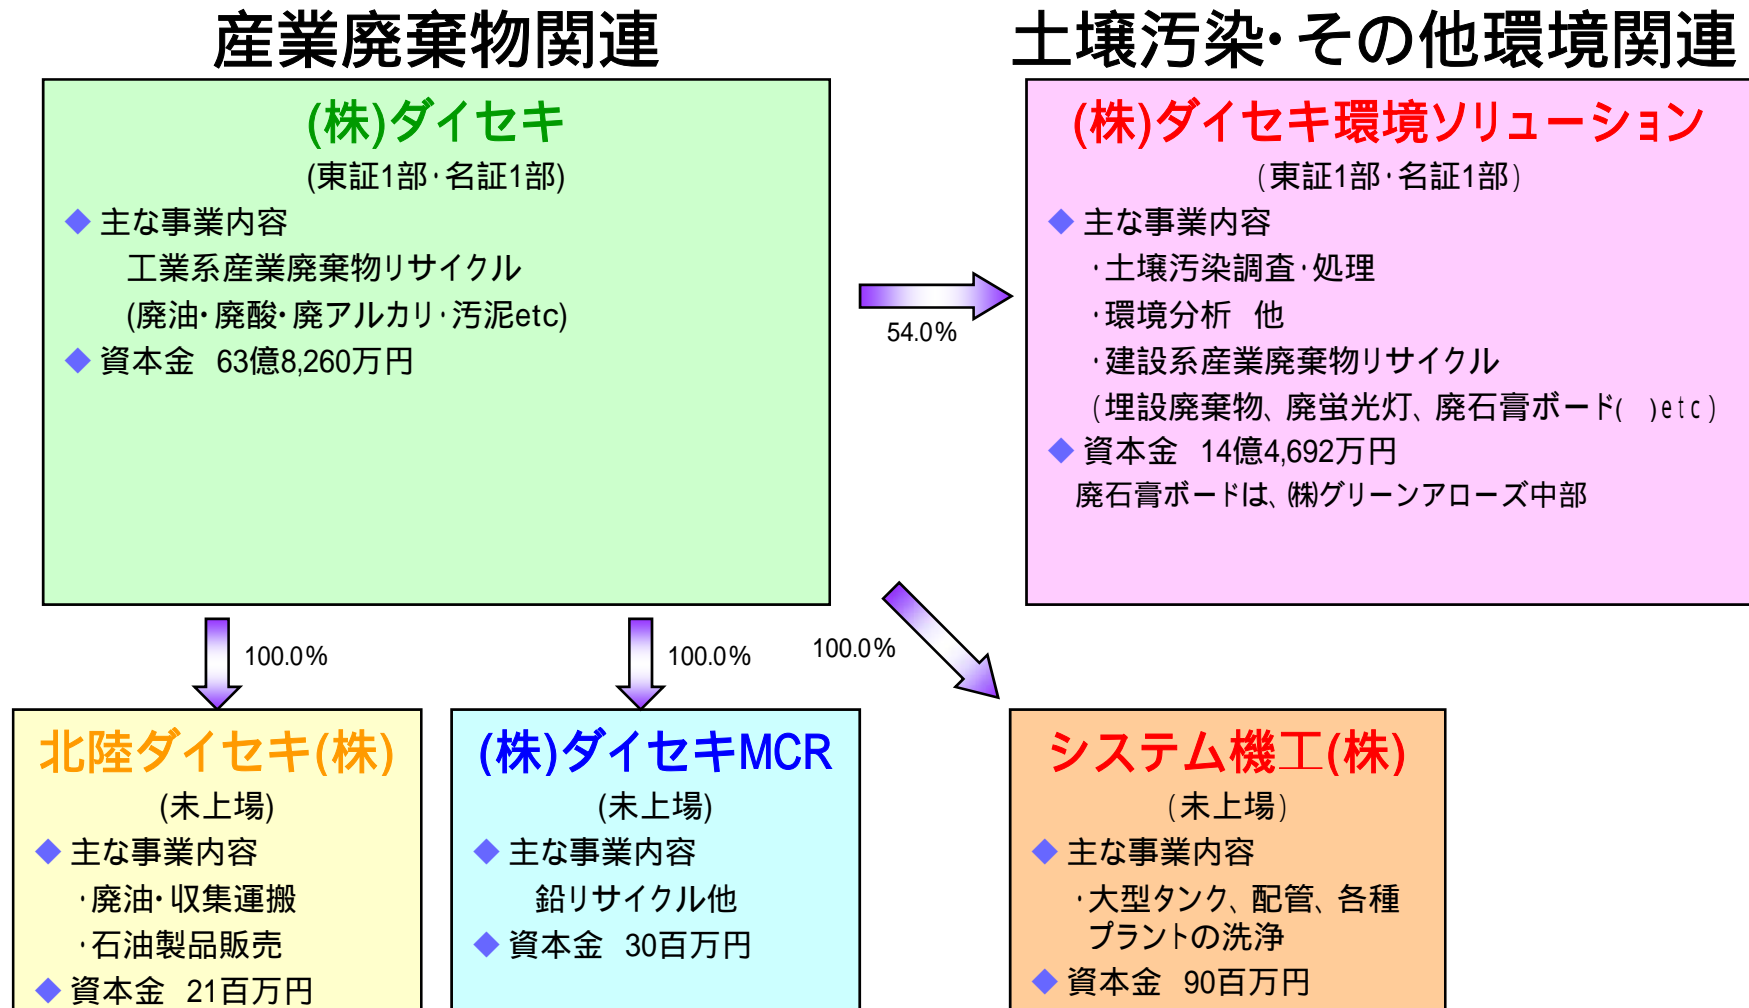 産業廃棄物関連
(株)ダイセキ
(東証1部・名証1部)
◆ 主な事業内容
工業系産業廃棄物リサイクル
(廃油・廃酸・廃アルカリ・汚泥etc)
◆ 資本金 63億8,260万円
54.0%
土壌汚染・その他環境関連
(株)ダイセキ環境ソリューション
(東証1部・名証1部)
◆ 主な事業内容
・土壌汚染調査・処理
・環境分析 他
・建設系産業廃棄物リサイクル
(埋設廃棄物、廃蛍光灯、廃石膏ボード( )etc)
◆ 資本金 14億4,692万円
廃石膏ボードは、㈱グリーンアローズ中部
100.0%
100.0%
100.0%
北陸ダイセキ(株)
(未上場)
◆ 主な事業内容
・廃油・収集運搬
・石油製品販売
◆ 資本金 21百万円
(株)ダイセキMCR
(未上場)
◆ 主な事業内容
鉛リサイクル他
◆ 資本金 30百万円
システム機工(株)
(未上場)
◆ 主な事業内容
・大型タンク、配管、各種
プラントの洗浄
◆ 資本金 90百万円